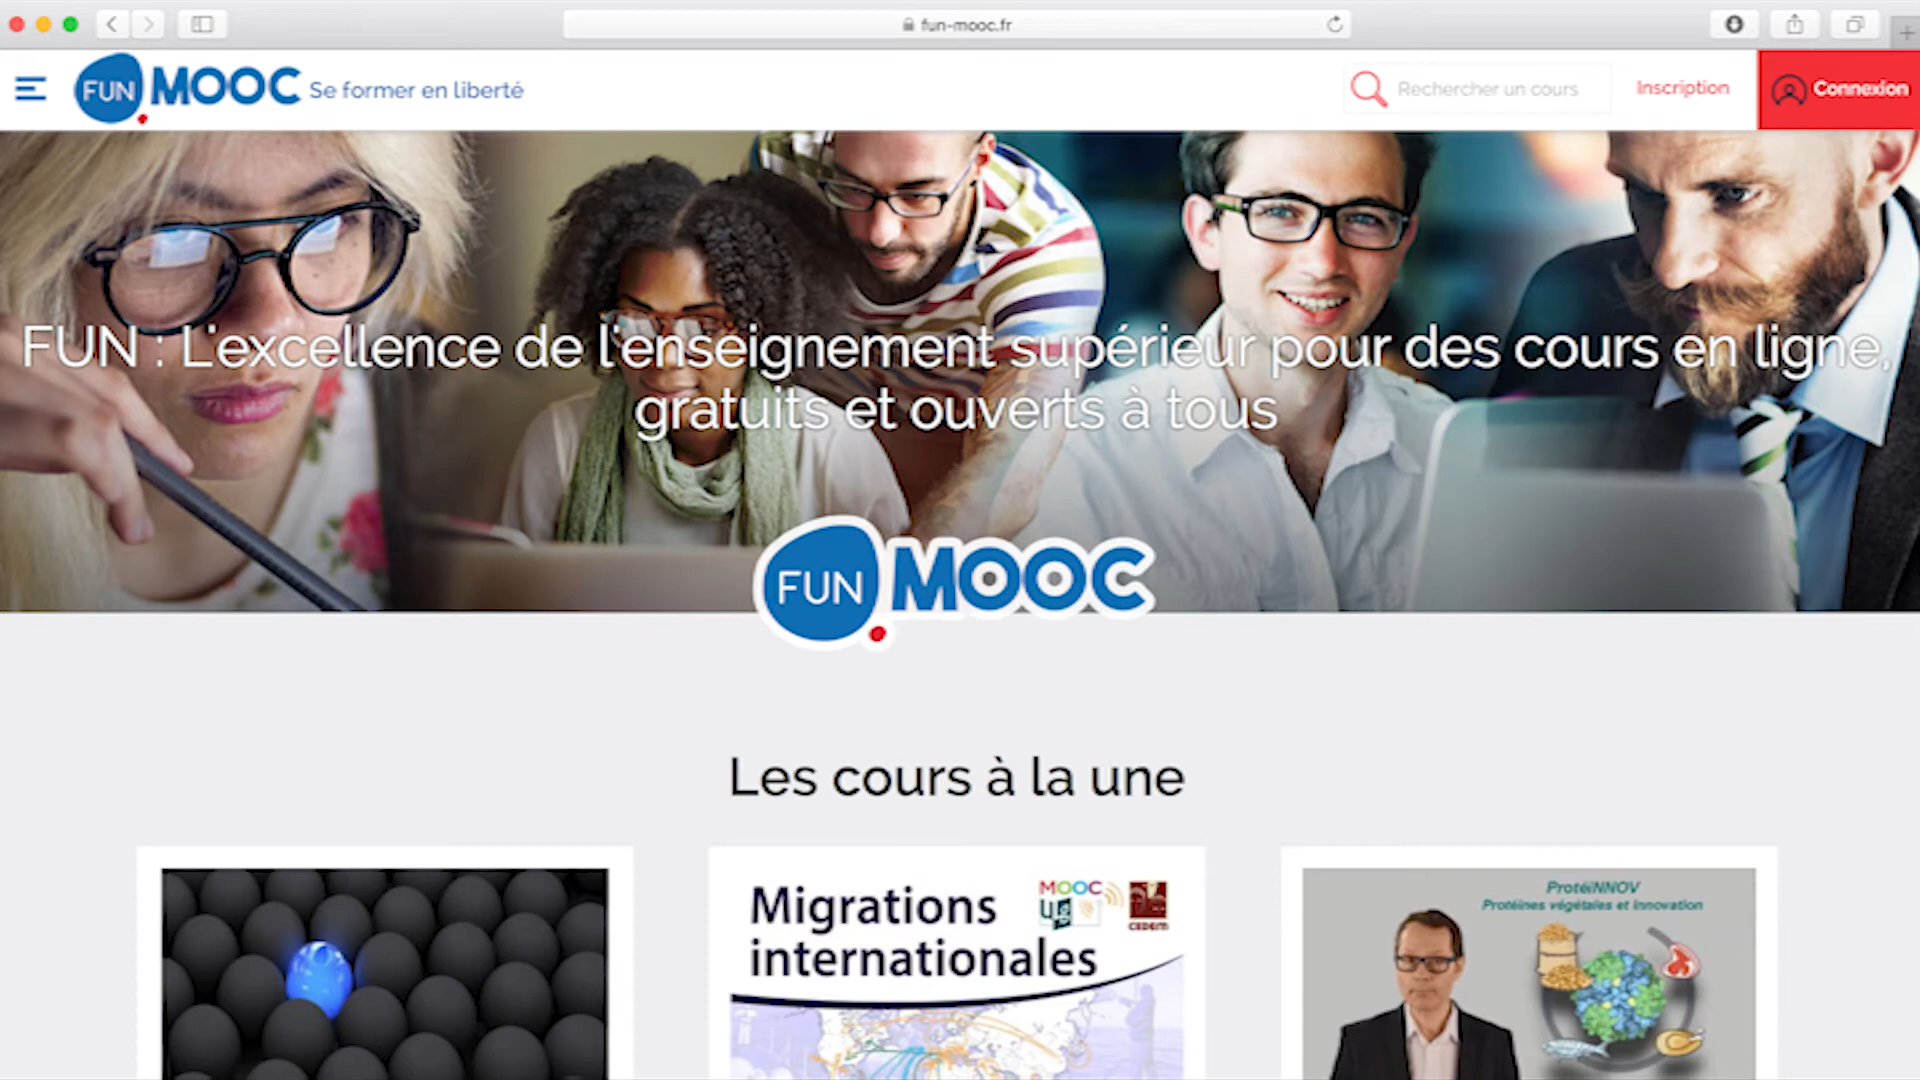 fun-mooc.fr
FUN MOOC Se former en liberté
Rechercher un cours
Inscription
Connexion
FUN : L'excellence de l'enseignement supérieur pour des cours en ligne,
gratuits et ouverts à tous
FUN MOOC
Les cours à la une
Migrations
internationales
MOOC
CEDEM
ProtéiNNOV
Protéines végétales et innovation